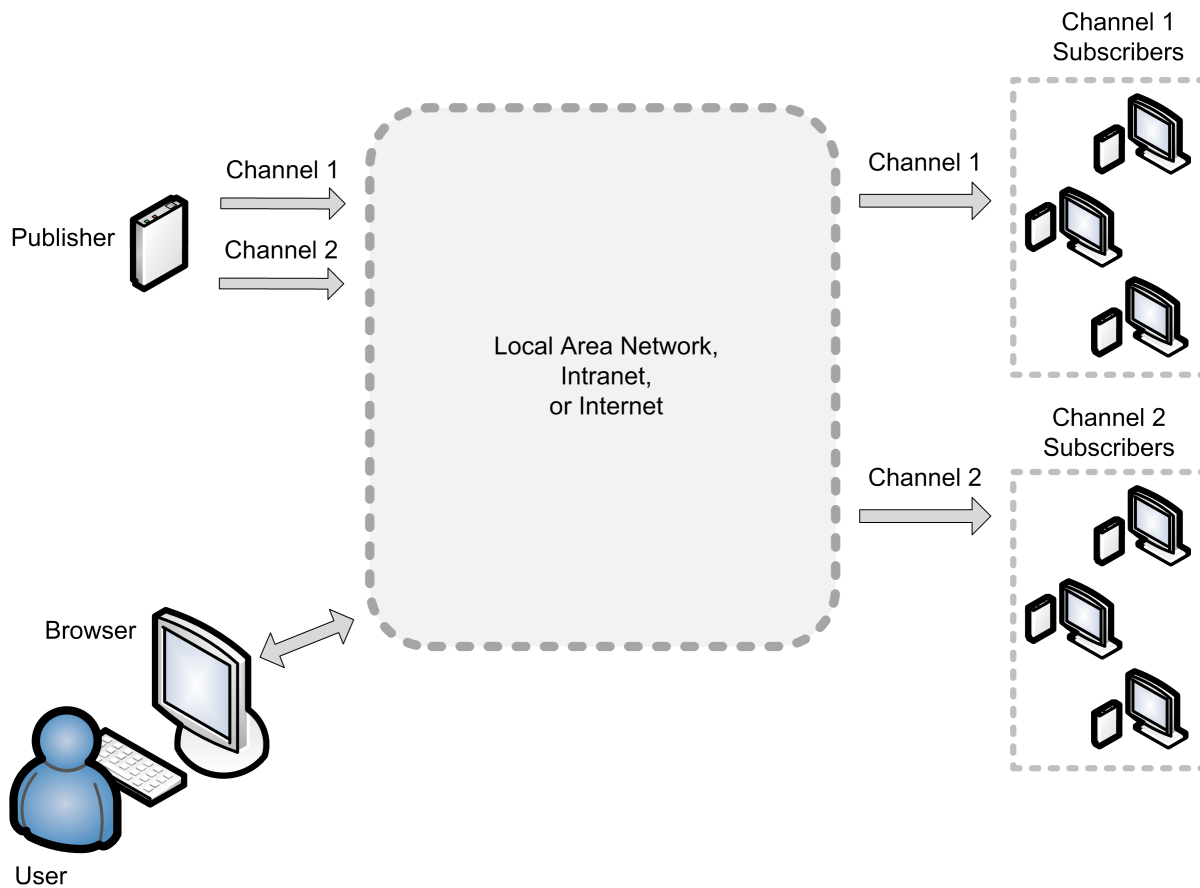 Channel 1
Subscribers
Channel 1
Channel 1
Publisher
Channel 2
Local Area Network,
Intranet,
or Internet
Channel 2
Subscribers
Channel 2
Browser
User